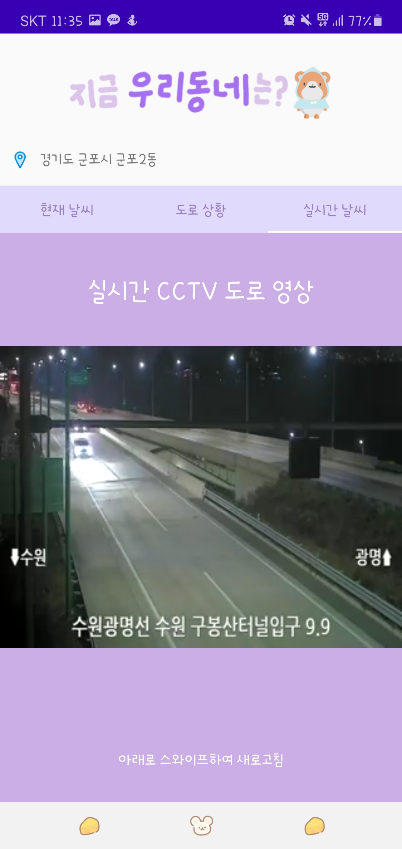 SKT 11:35 77%
지금 우리동네는?
경기도 군포시 군포2동
현재 날씨 도로 상황 실시간 날씨
실시간 CCTV 도로 영상
⬇수원 광명⬆
수원광명선 수원 구봉산터널입구 9.9
아래로 스와이프하여 새로고침